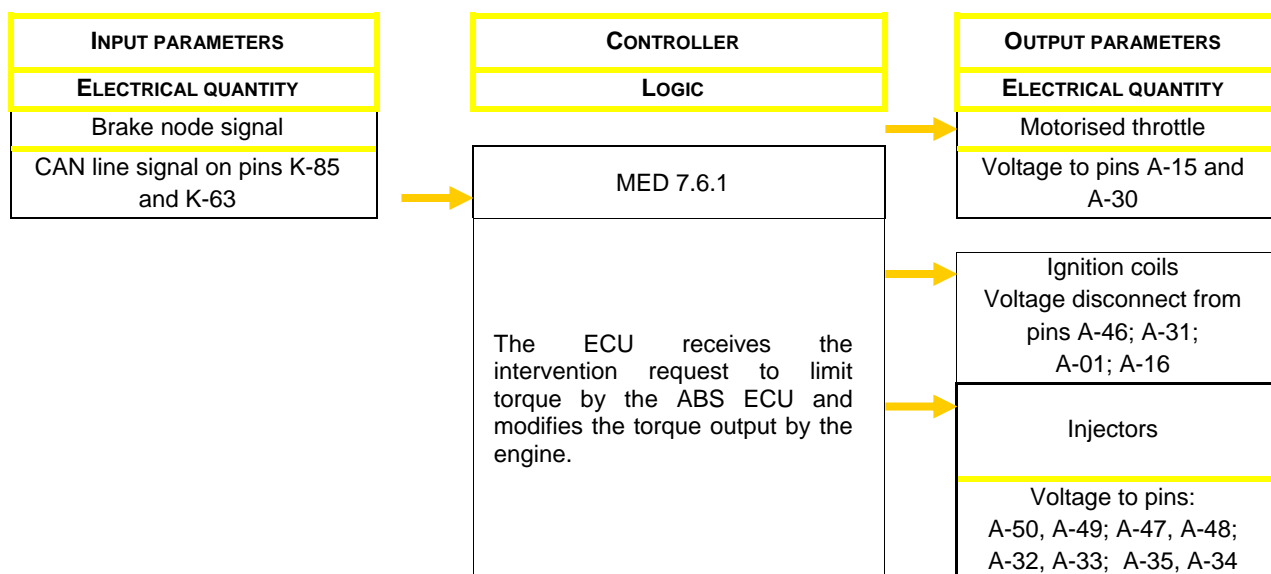 INPUT PARAMETERS
ELECTRICAL QUANTITY
Brake node signal
CAN line signal on pins K-85
and K-63
CONTROLLER
LOGIC
MED 7.6.1
The ECU receives the
intervention request to limit
torque by the ABS ECU and
modifies the torque output by the
engine.
OUTPUT PARAMETERS
ELECTRICAL QUANTITY
Motorised throttle
Voltage to pins A-15 and
A-30
Ignition coils
Voltage disconnect from
pins A-46; A-31;
A-01; A-16
Injectors
Voltage to pins:
A-50, A-49; A-47, A-48;
A-32, A-33; A-35, A-34